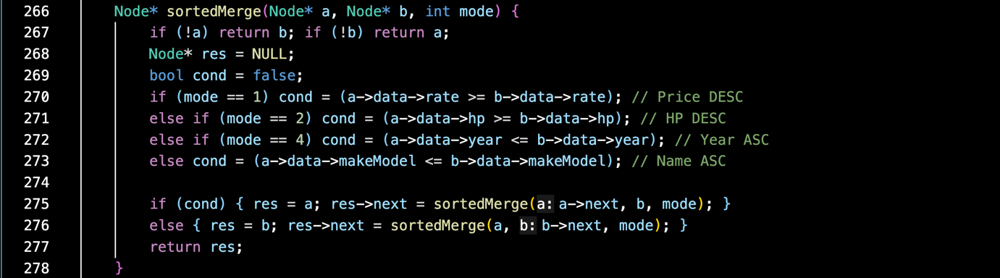 266 Node* sortedMerge(Node* a, Node* b, int mode) {
267 if (!a) return b; if (!b) return a;
268 Node* res = NULL;
269 bool cond = false;
270 if (mode == 1) cond = (a->data->rate >= b->data->rate); // Price DESC
271 else if (mode == 2) cond = (a->data->hp >= b->data->hp); // HP DESC
272 else if (mode == 4) cond = (a->data->year <= b->data->year); // Year ASC
273 else cond = (a->data->makeModel <= b->data->makeModel); // Name ASC
274
275 if (cond) { res = a; res->next = sortedMerge(a: a->next, b, mode); }
276 else { res = b; res->next = sortedMerge(a, b: b->next, mode); }
277 return res;
278 }